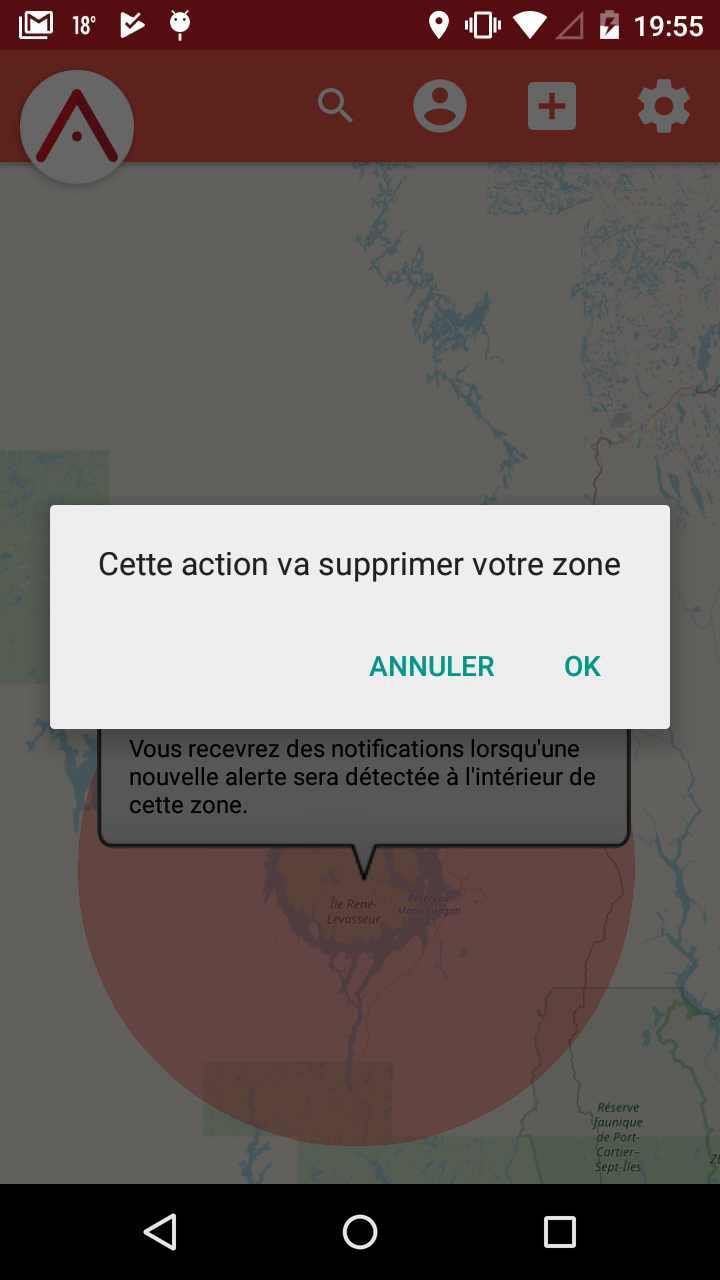 18°
19:55
Cette action va supprimer votre zone
ANNULER
OK
Vous recevrez des notifications lorsqu'une
nouvelle alerte sera détectée à l'intérieur de
cette zone.
Île René-
Levasseur
Réservoir
Manicouagan
Réserve
faunique
de Port-
Cartier–
Sept-Îles